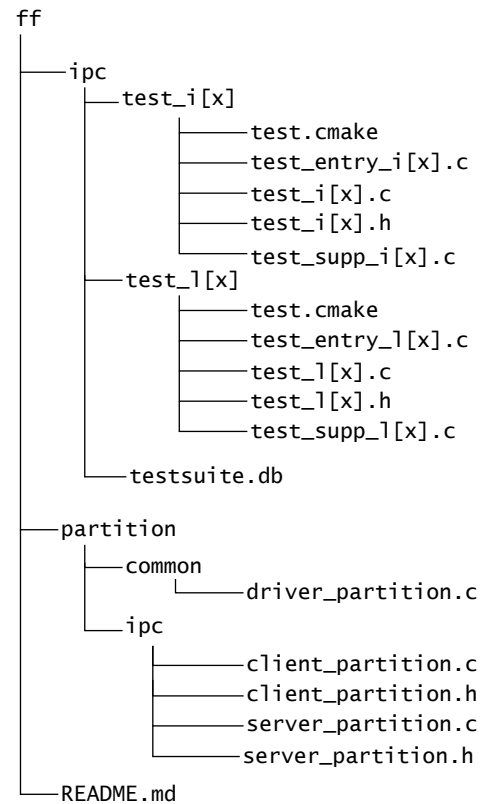 ff
ipc
test_i[x]
test.cmake
test_entry_i[x].c
test_i[x].c
test_i[x].h
test_supp_i[x].c
test_l[x]
test.cmake
test_entry_l[x].c
test_l[x].c
test_l[x].h
test_supp_l[x].c
testsuite.db
partition
common
driver_partition.c
ipc
client_partition.c
client_partition.h
server_partition.c
server_partition.h
README.md